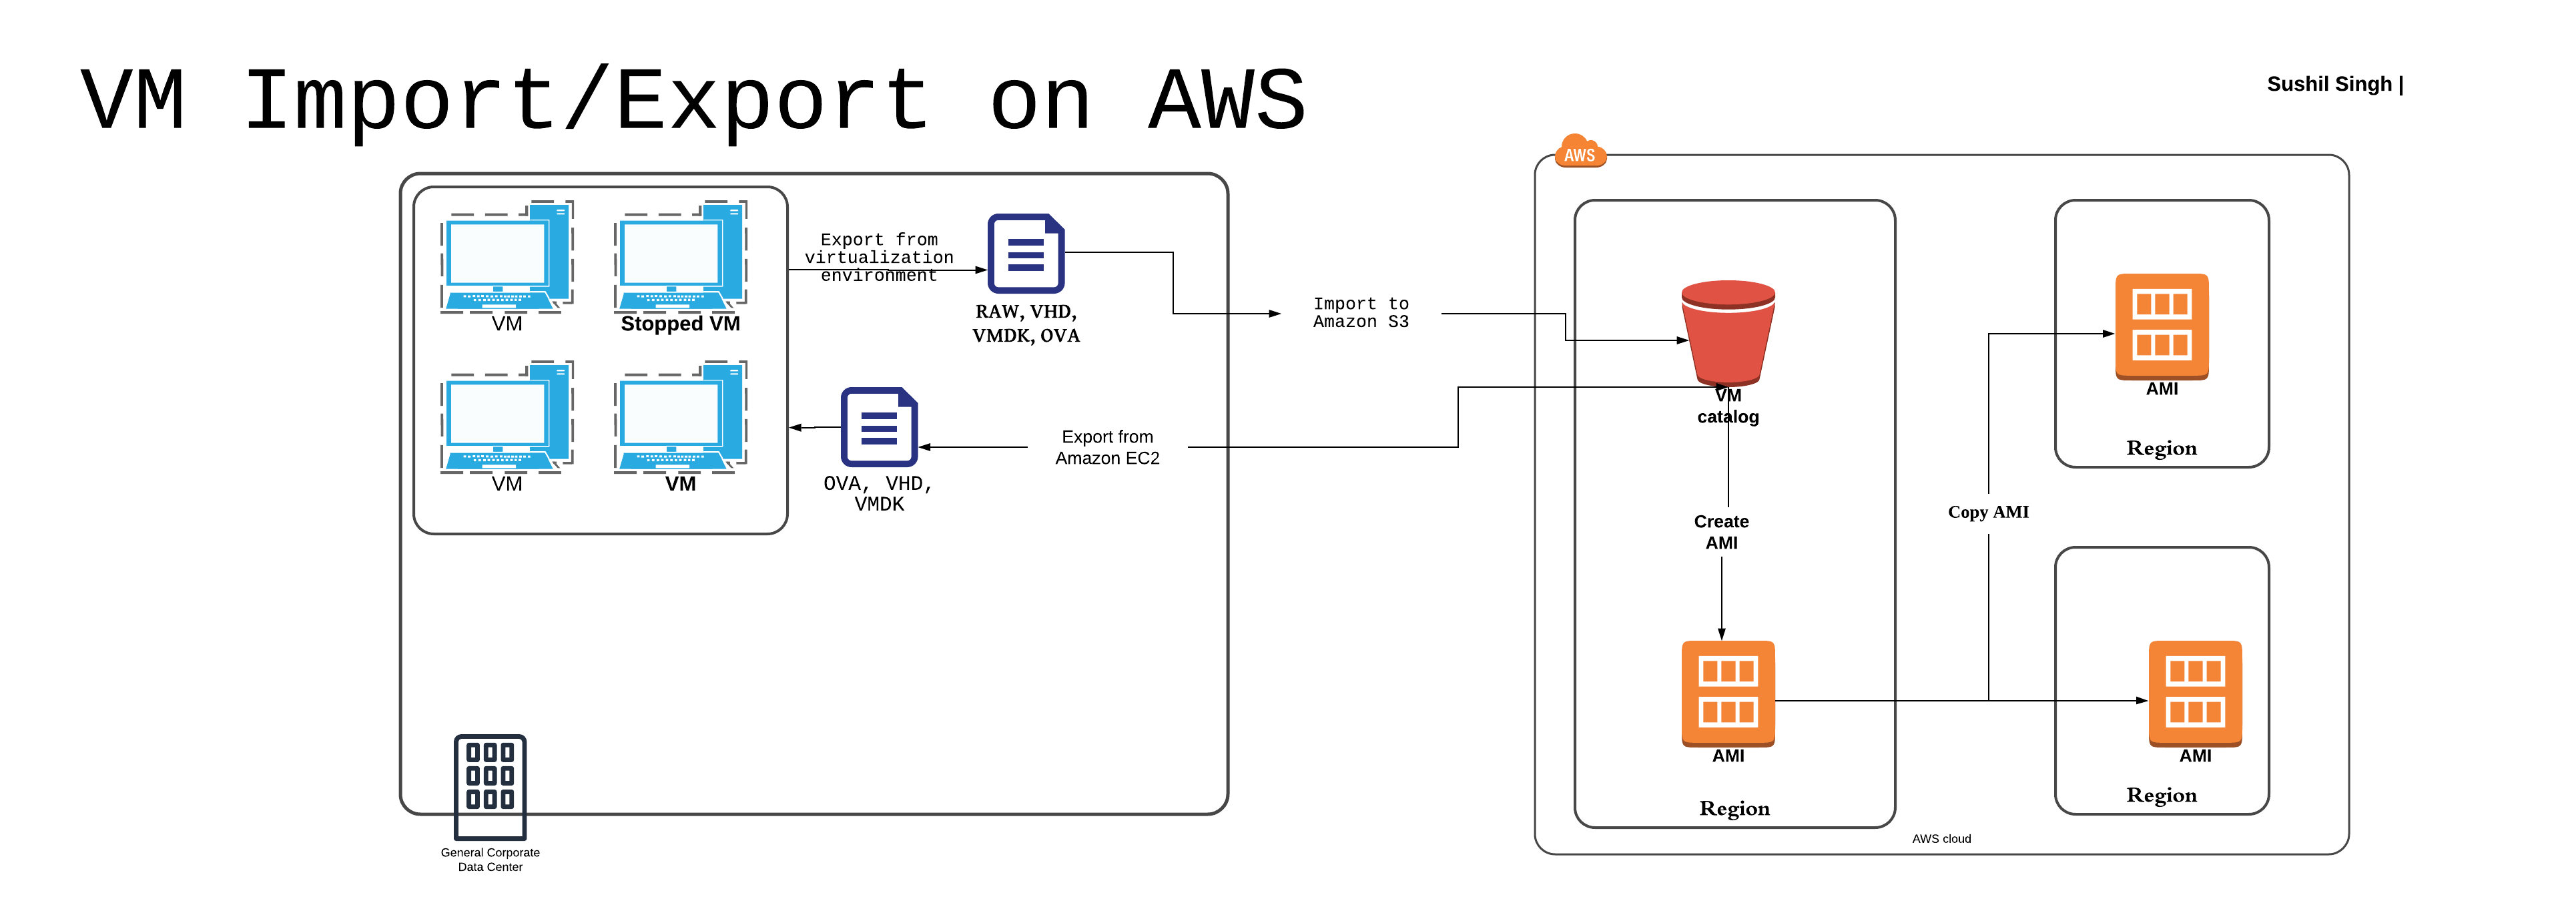 VM Import/Export on AWS
Sushil Singh |
AWS
Export from
virtualization
environment
VM
Stopped VM
RAW, VHD,
VMDK, OVA
Import to
Amazon S3
VM
catalog
AMI
Region
VM
VM
OVA, VHD,
VMDK
Export from
Amazon EC2
Create
AMI
Copy AMI
AMI
Region
AMI
Region
AWS cloud
General Corporate
Data Center